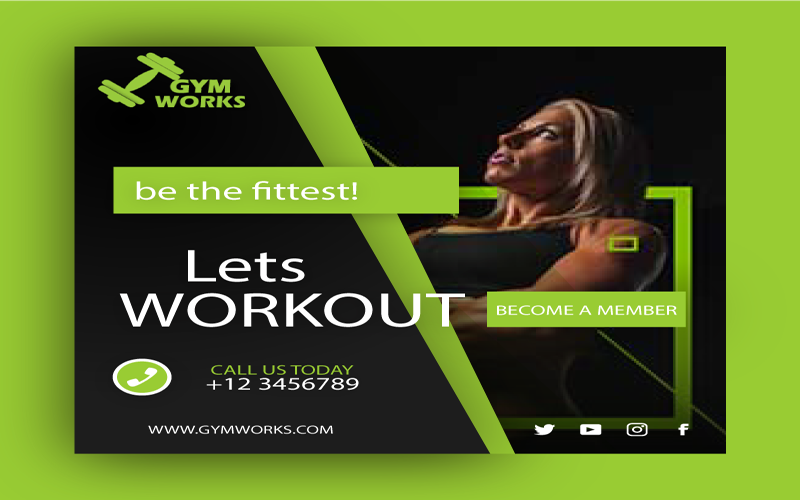 GYM
WORKS
be the fittest!
Lets
WORKOUT
BECOME A MEMBER
CALL US TODAY
+12 3456789
WWW.GYMWORKS.COM